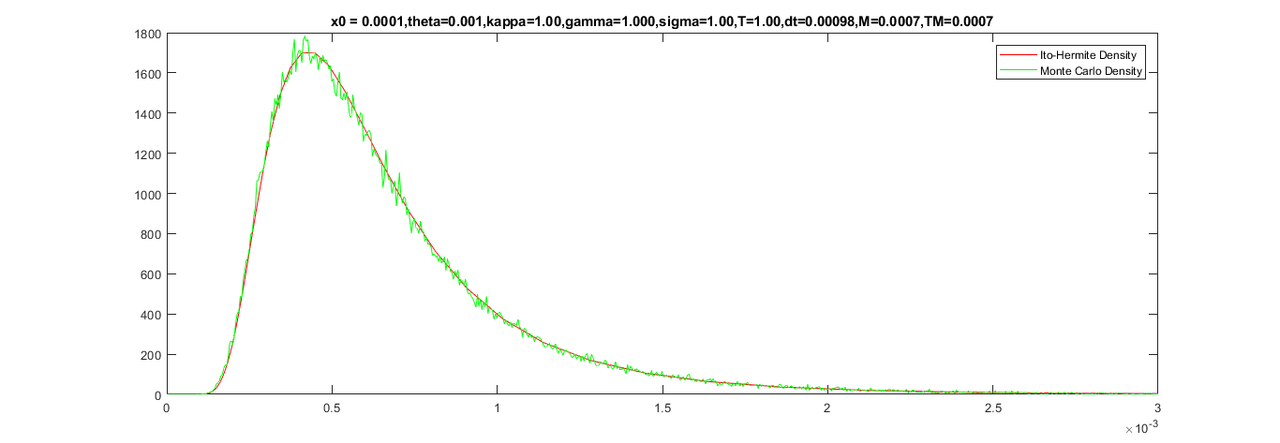 x0 = 0.0001,theta=0.001,kappa=1.00,gamma=1.000,sigma=1.00,T=1.00,dt=0.00098,M=0.0007,TM=0.0007
Ito-Hermite Density
Monte Carlo Density
1800
1600
1400
1200
1000
800
600
400
200
0
0 0.5 1 1.5 2 2.5 3
×10-3